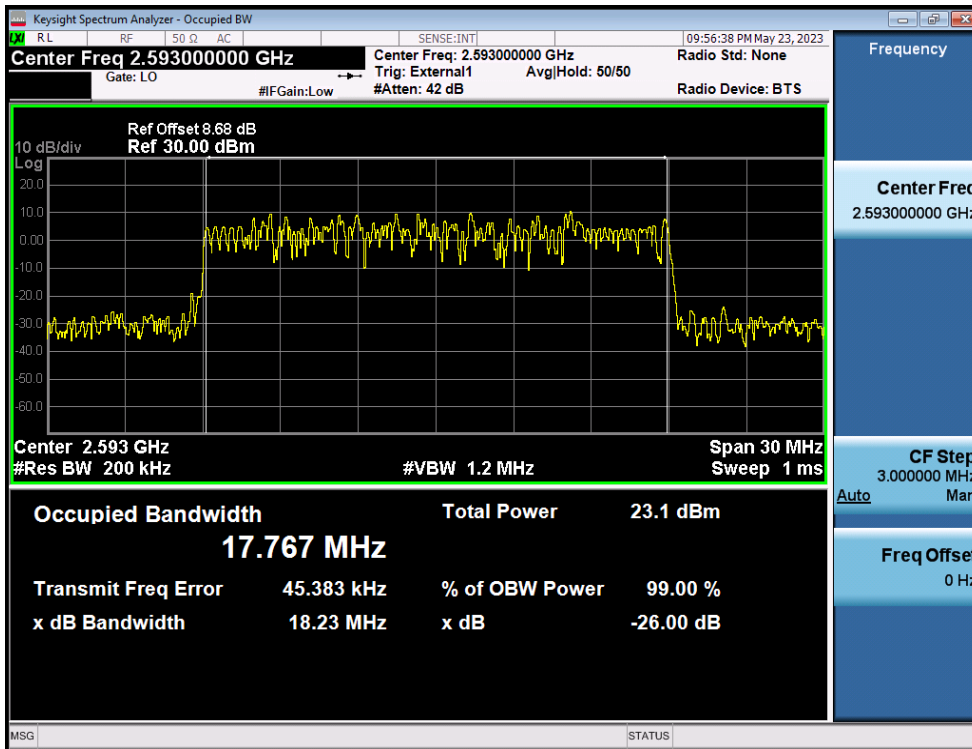 Keysight Spectrum Analyzer - Occupied BW
LXI RL RF 50 Ω AC SENSE:INT 09:56:38 PM May 23, 2023
Center Freq 2.593000000 GHz Center Freq: 2.593000000 GHz Radio Std: None
Gate: LO Trig: External1 Avg|Hold: 50/50
#IFGain:Low #Atten: 42 dB Radio Device: BTS
Frequency
Ref Offset 8.68 dB
10 dB/div Ref 30.00 dBm
Log
20.0
10.0
0.00
-10.0
-20.0
-30.0
-40.0
-50.0
-60.0
Center 2.593 GHz Span 30 MHz
#Res BW 200 kHz #VBW 1.2 MHz Sweep 1 ms
Occupied Bandwidth Total Power 23.1 dBm
17.767 MHz
Transmit Freq Error 45.383 kHz % of OBW Power 99.00 %
x dB Bandwidth 18.23 MHz x dB -26.00 dB
Center Freq
2.593000000 GHz
CF Step
3.000000 MHz
Auto Man
Freq Offset
0 Hz
MSG STATUS